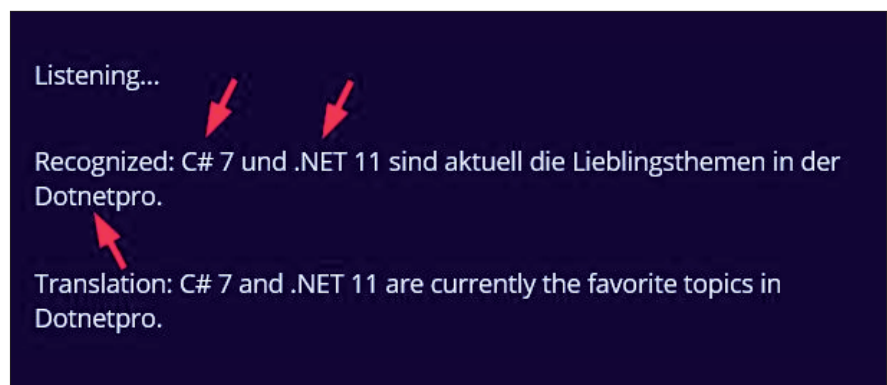 Listening...
Recognized: C# 7 und .NET 11 sind aktuell die Lieblingsthemen in der
Dotnetpro.
Translation: C# 7 and .NET 11 are currently the favorite topics in
Dotnetpro.